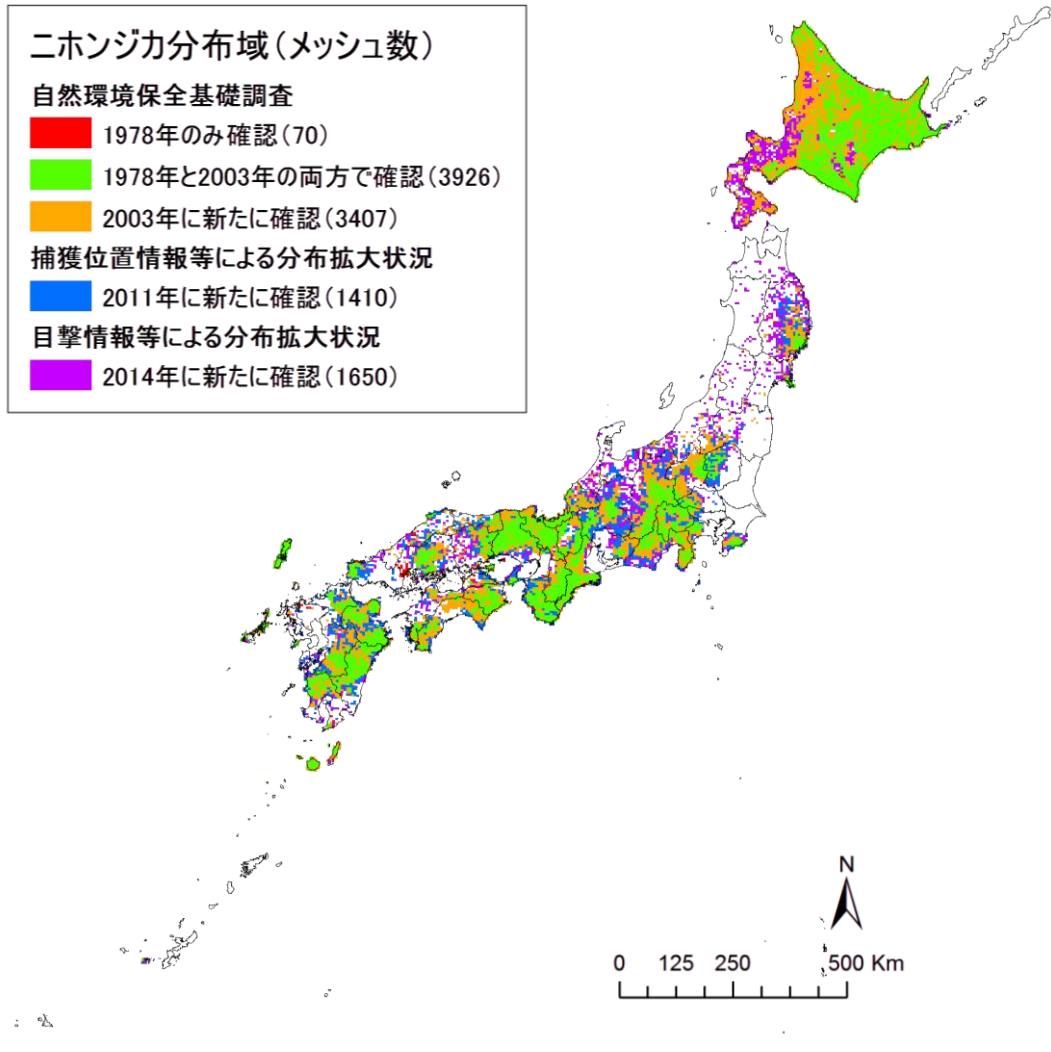 ニホンジカ分布域(メッシュ数)
自然環境保全基礎調査
1978年のみ確認(70)
1978年と2003年の両方で確認(3926)
2003年に新たに確認(3407)
捕獲位置情報等による分布拡大状況
2011年に新たに確認(1410)
目撃情報等による分布拡大状況
2014年に新たに確認(1650)
N
0 125 250 500 Km